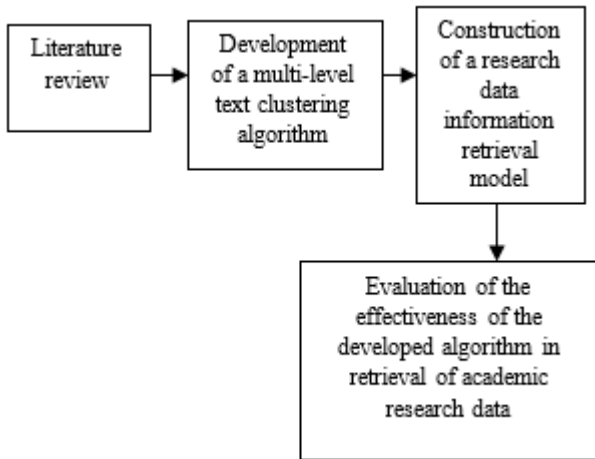 Literature
review
Development
of a multi-level
text clustering
algorithm
Construction
of a research
data
information
retrieval
model
Evaluation of the
effectiveness of the
developed algorithm in
retrieval of academic
research data